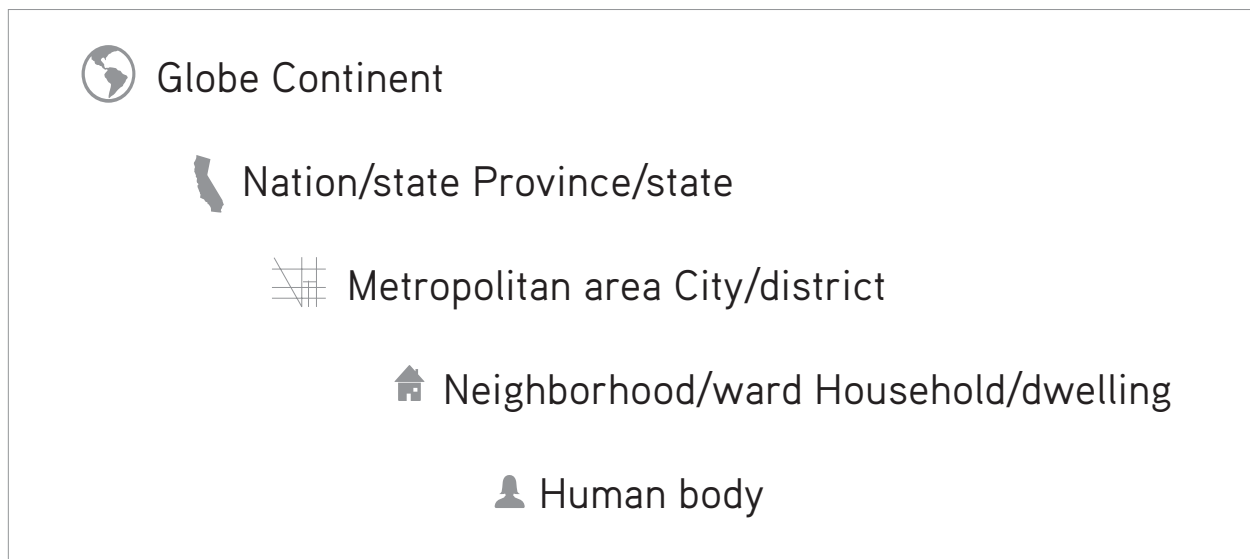 Globe Continent
Nation/state Province/state
Metropolitan area City/district
Neighborhood/ward Household/dwelling
Human body